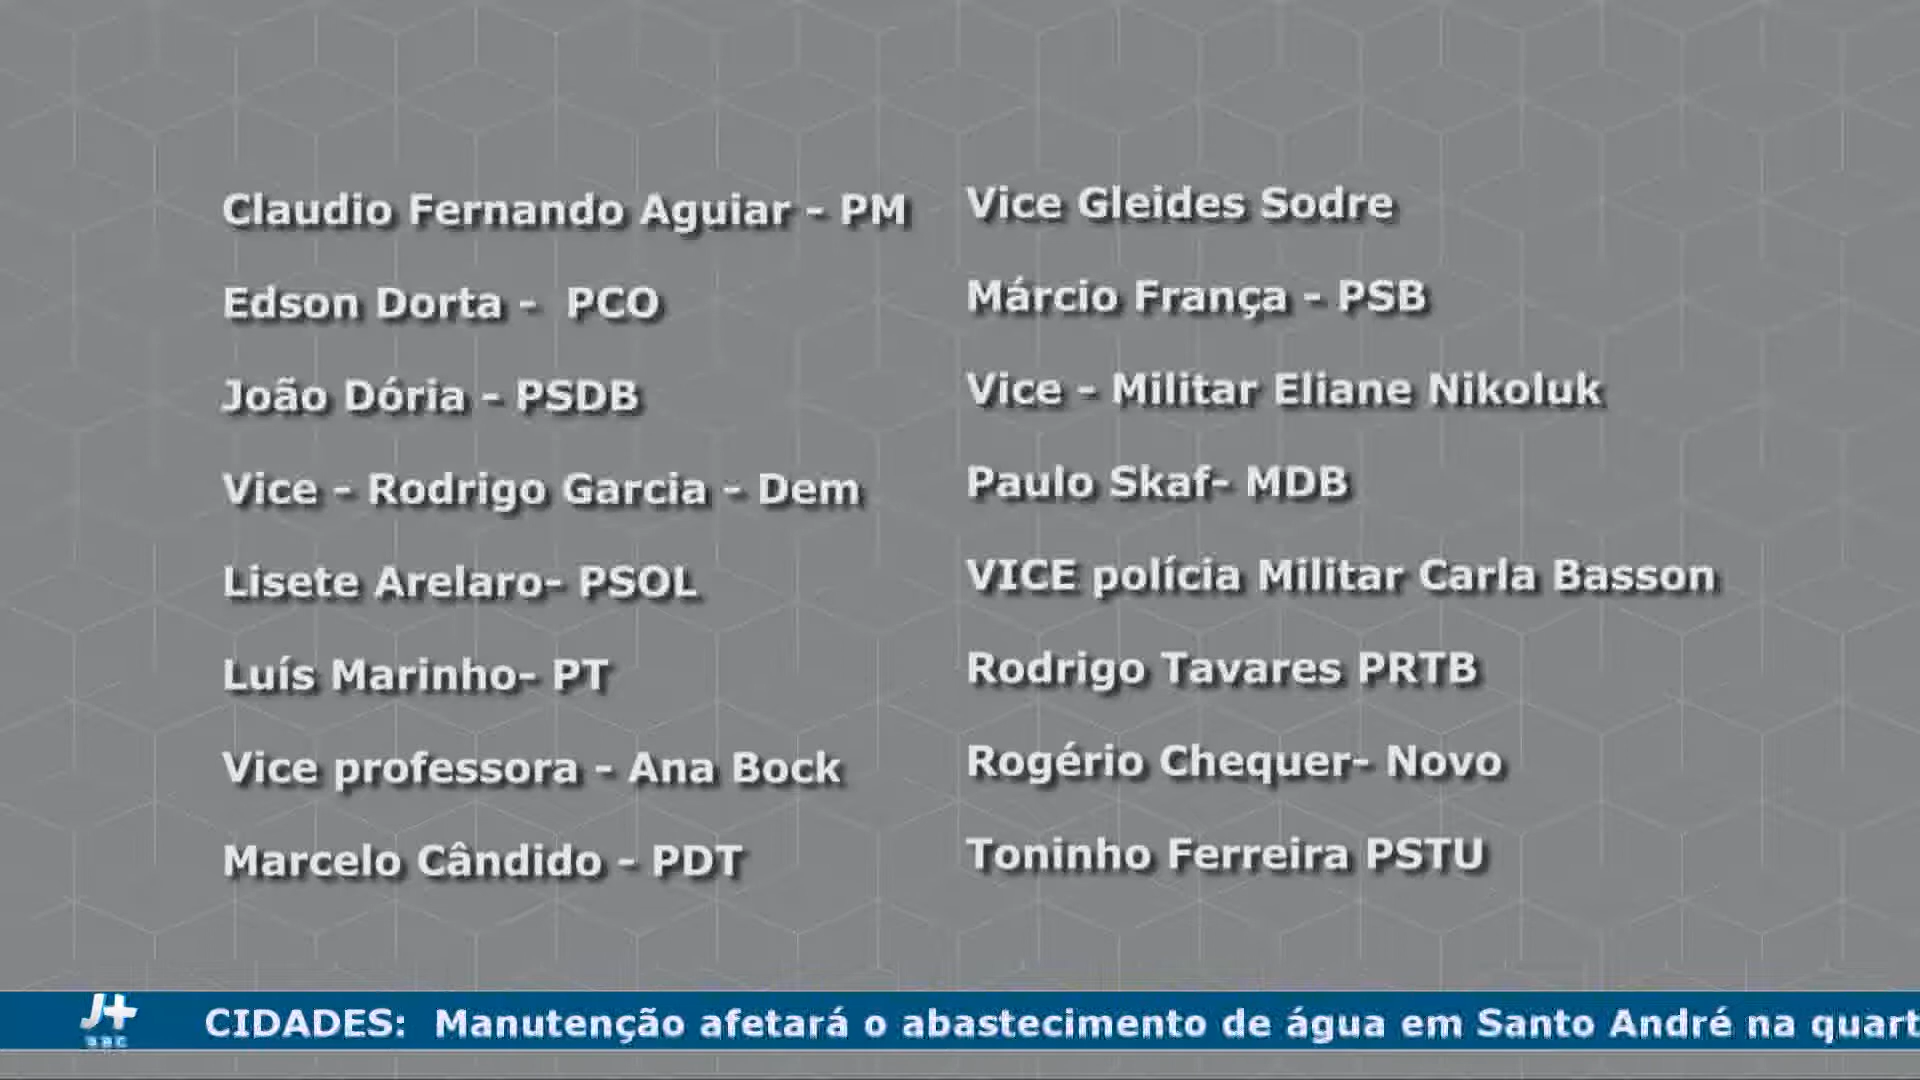 Claudio Fernando Aguiar - PM
Edson Dorta -  PCO
João Dória - PSDB
Vice - Rodrigo Garcia - Dem
Lisete Arelaro- PSOL
Luís Marinho- PT
Vice professora - Ana Bock
Marcelo Cândido - PDT
Vice Gleides Sodre
Márcio França - PSB
Vice - Militar Eliane Nikoluk
Paulo Skaf- MDB
VICE polícia Militar Carla Basson
Rodrigo Tavares PRTB
Rogério Chequer- Novo
Toninho Ferreira PSTU
J+
CIDADES:  Manutenção afetará o abastecimento de água em Santo André na quart